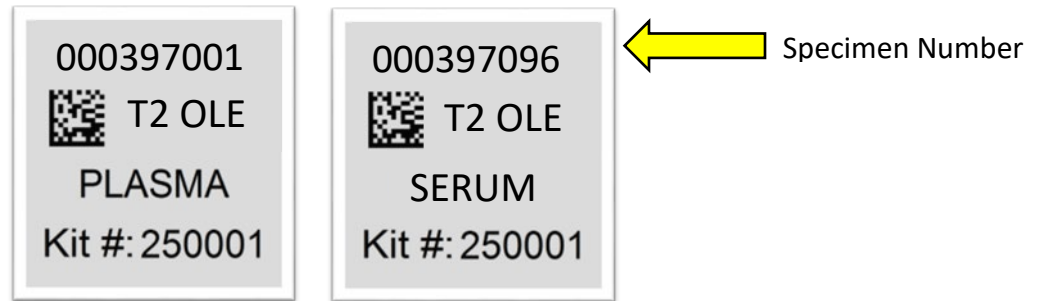 000397001
T2 OLE
PLASMA
Kit #: 250001
000397096
T2 OLE
SERUM
Kit #: 250001
Specimen Number